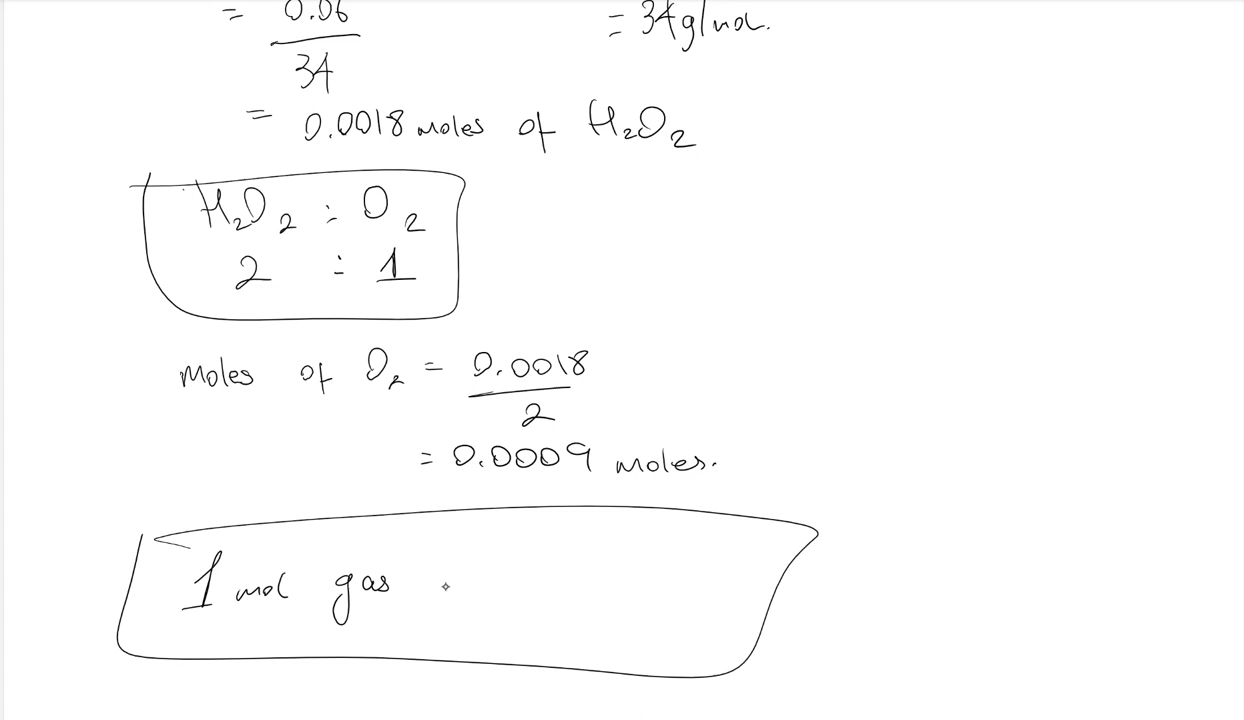 = 0.06 = 34g/mol.
34
= 0.0018 moles of H₂O₂
H₂O₂ : O₂
2 : 1
moles of O₂ = 0.0018
2
= 0.0009 moles.
1 mol gas